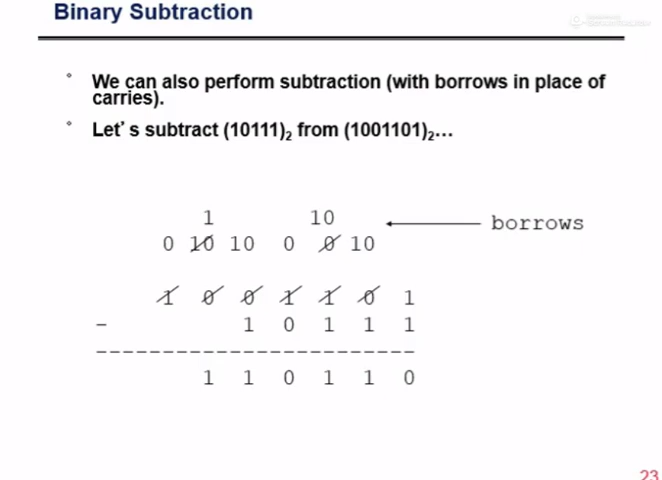 Binary Subtraction
° We can also perform subtraction (with borrows in place of
carries).
° Let's subtract (10111)₂ from (1001101)₂...
1 10
0 10 10 0 0 10 borrows
1 0 0 1 1 0 1
- 1 0 1 1 1
------------------------
1 1 0 1 1 0
23